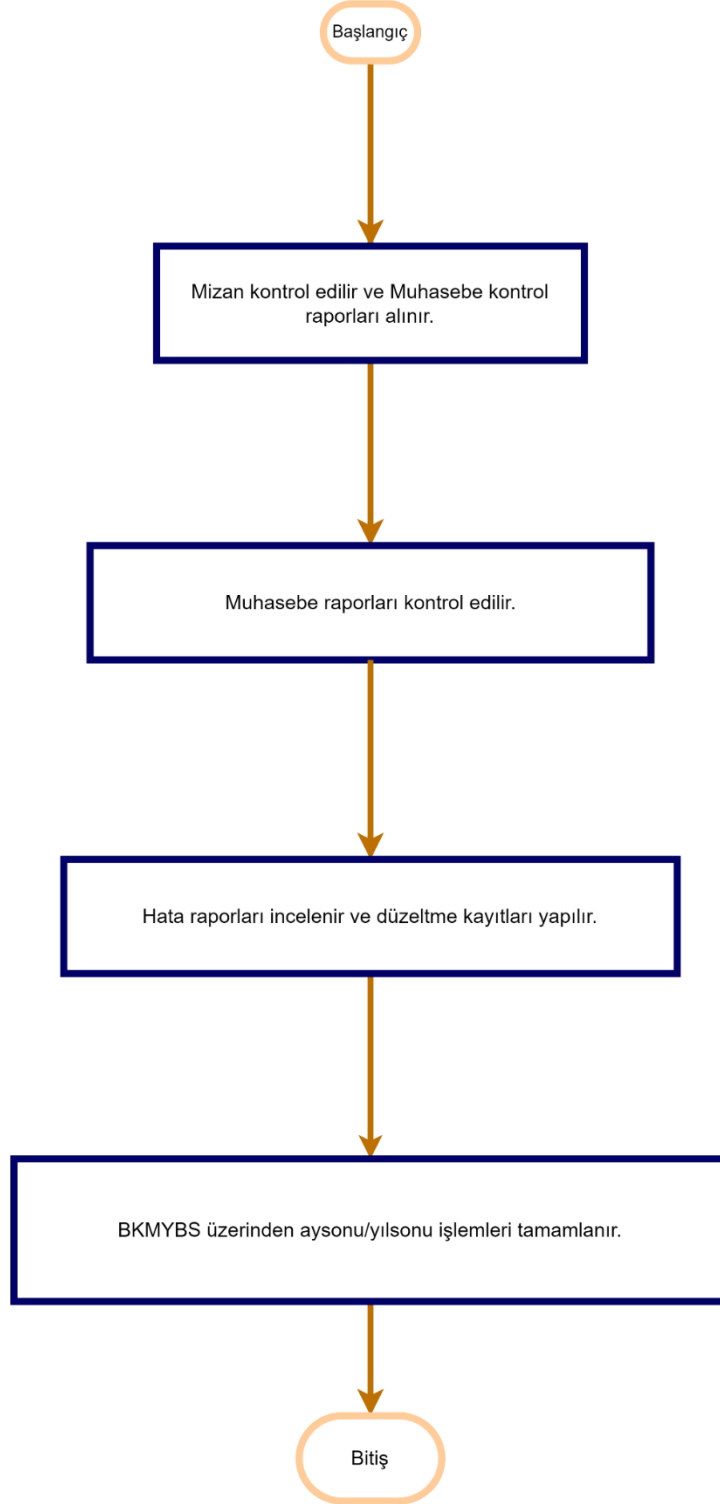 Başlangıç
Mizan kontrol edilir ve Muhasebe kontrol
raporları alınır.
Muhasebe raporları kontrol edilir.
Hata raporları incelenir ve düzeltme kayıtları yapılır.
BKMYBS üzerinden aysonu/yılsonu işlemleri tamamlanır.
Bitiş